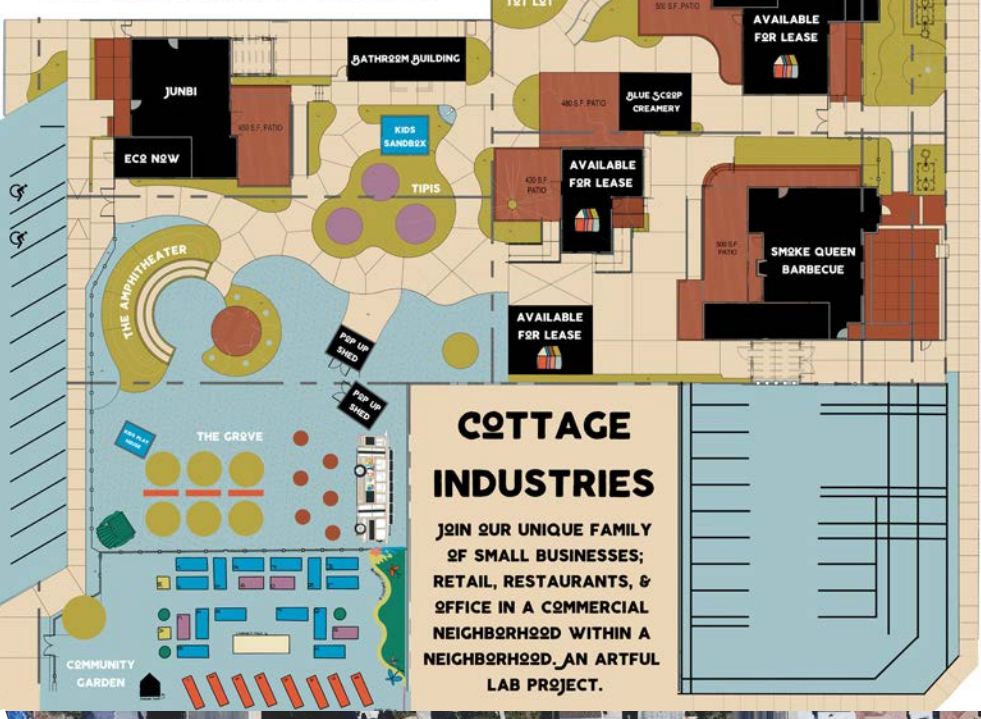 TOT LOT
500 S.F. PATIO
AVAILABLE
FOR LEASE
BATHROOM BUILDING
JUNBI
450 S.F. PATIO
ECO NOW
KIDS
SANDBOX
TIPIS
480 S.F. PATIO
BLUE SCOOP
CREAMERY
AVAILABLE
FOR LEASE
420 S.F.
PATIO
500 S.F.
PATIO
SMOKE QUEEN
BARBECUE
THE AMPHITHEATER
AVAILABLE
FOR LEASE
POP UP
SHED
POP UP
SHED
KIDS PLAY
HOUSE
THE GROVE
COTTAGE
INDUSTRIES
JOIN OUR UNIQUE FAMILY
OF SMALL BUSINESSES;
RETAIL, RESTAURANTS, &
OFFICE IN A COMMERCIAL
NEIGHBORHOOD WITHIN A
NEIGHBORHOOD. AN ARTFUL
LAB PROJECT.
COMMUNITY
GARDEN